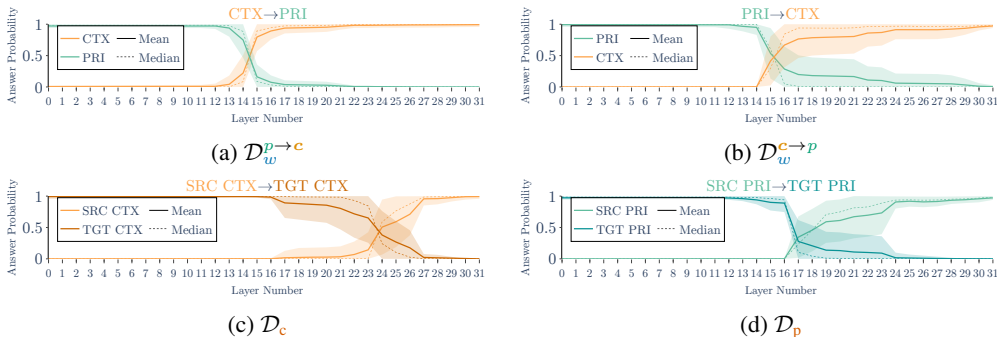 CTX→PRI
Answer Probability
1
0.5
0
CTX
PRI
Mean
Median
0 1 2 3 4 5 6 7 8 9 10 11 12 13 14 15 16 17 18 19 20 21 22 23 24 25 26 27 28 29 30 31
Layer Number
(a) 𝒟_w^{p→c}
PRI→CTX
Answer Probability
1
0.5
0
PRI
CTX
Mean
Median
0 1 2 3 4 5 6 7 8 9 10 11 12 13 14 15 16 17 18 19 20 21 22 23 24 25 26 27 28 29 30 31
Layer Number
(b) 𝒟_w^{c→p}
SRC CTX→TGT CTX
Answer Probability
1
0.5
0
SRC CTX
TGT CTX
Mean
Median
0 1 2 3 4 5 6 7 8 9 10 11 12 13 14 15 16 17 18 19 20 21 22 23 24 25 26 27 28 29 30 31
Layer Number
(c) 𝒟_c
SRC PRI→TGT PRI
Answer Probability
1
0.5
0
SRC PRI
TGT PRI
Mean
Median
0 1 2 3 4 5 6 7 8 9 10 11 12 13 14 15 16 17 18 19 20 21 22 23 24 25 26 27 28 29 30 31
Layer Number
(d) 𝒟_p